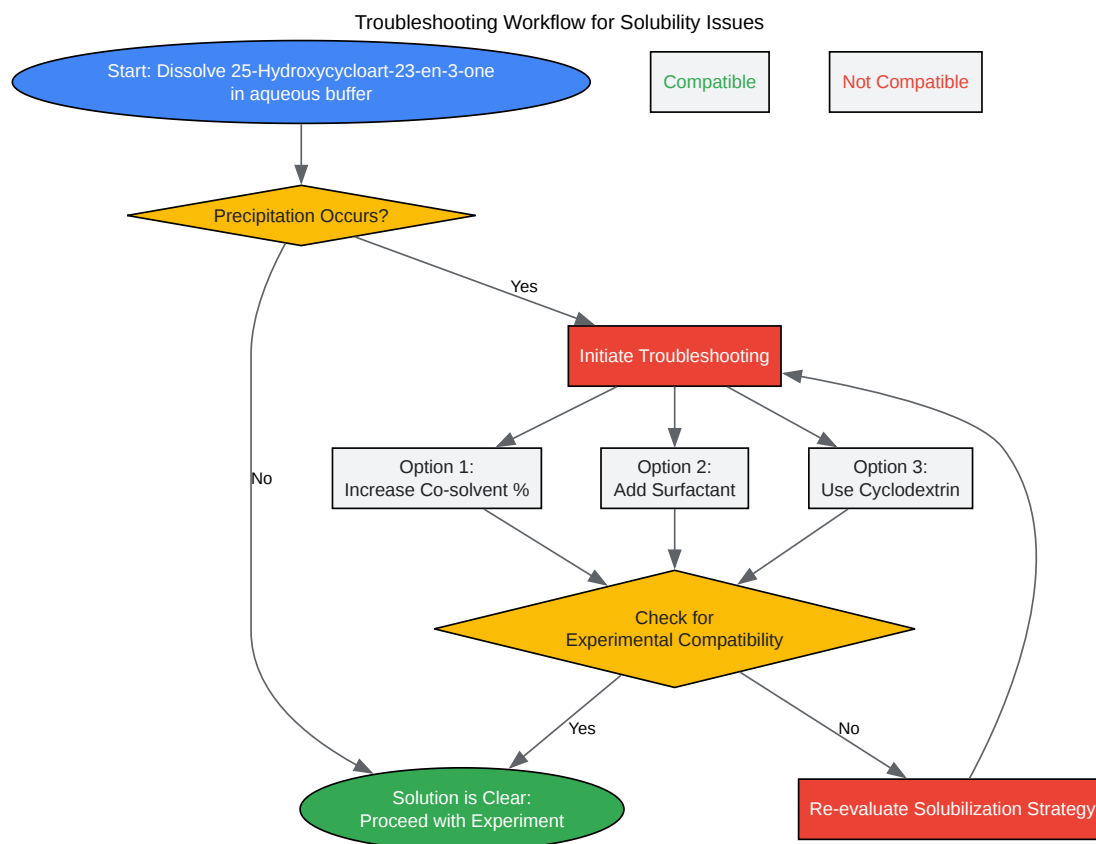 Troubleshooting Workflow for Solubility Issues
Start: Dissolve 25-Hydroxycycloart-23-en-3-one
in aqueous buffer
Compatible
Not Compatible
Precipitation Occurs?
Yes
Initiate Troubleshooting
Option 1:
Increase Co-solvent %
Option 2:
Add Surfactant
Option 3:
Use Cyclodextrin
No
Check for
Experimental Compatibility
Yes
No
Solution is Clear:
Proceed with Experiment
Re-evaluate Solubilization Strategy